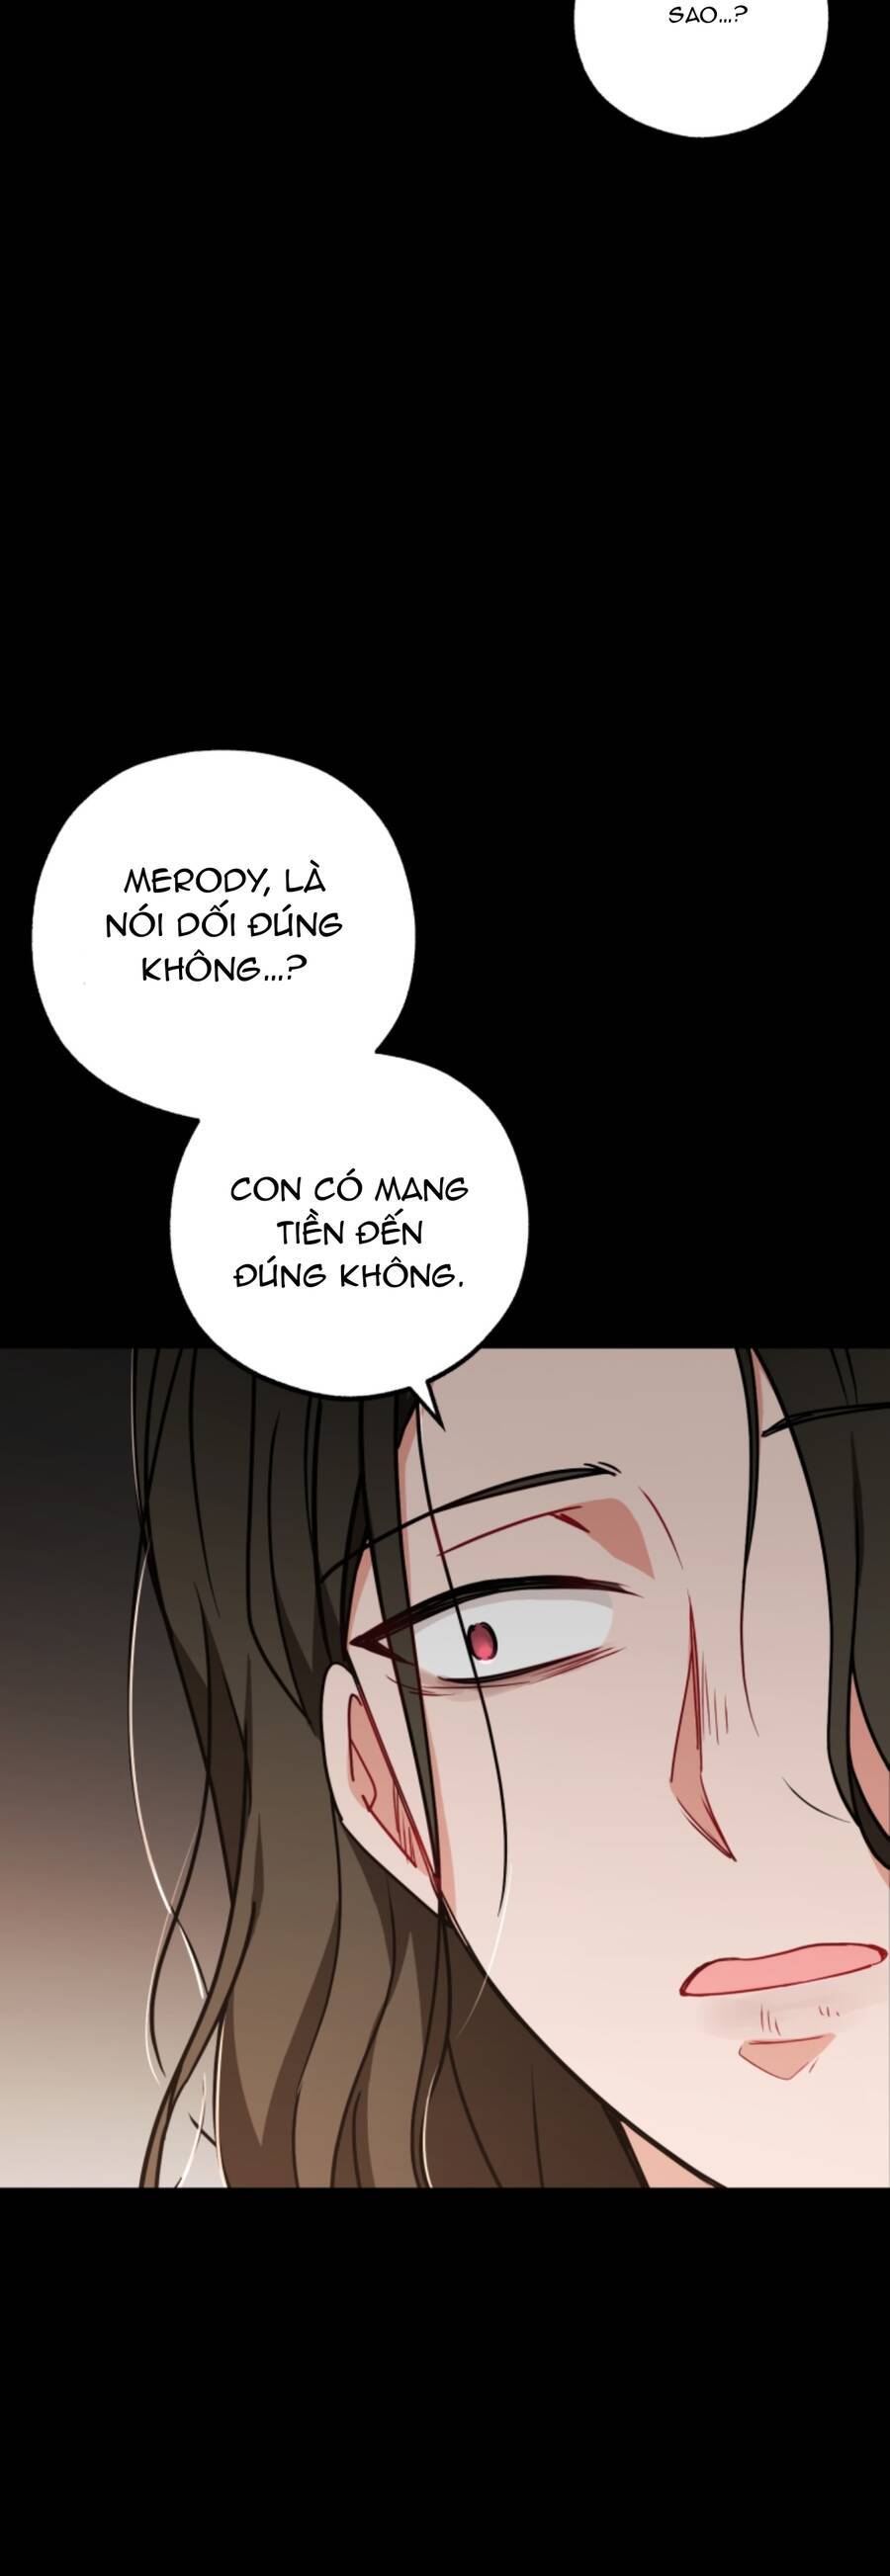 SAO...?
MERODY, LÀ
NÓI DỐI ĐÚNG
KHÔNG...?
CON CÓ MANG
TIỀN ĐẾN
ĐÚNG KHÔNG.